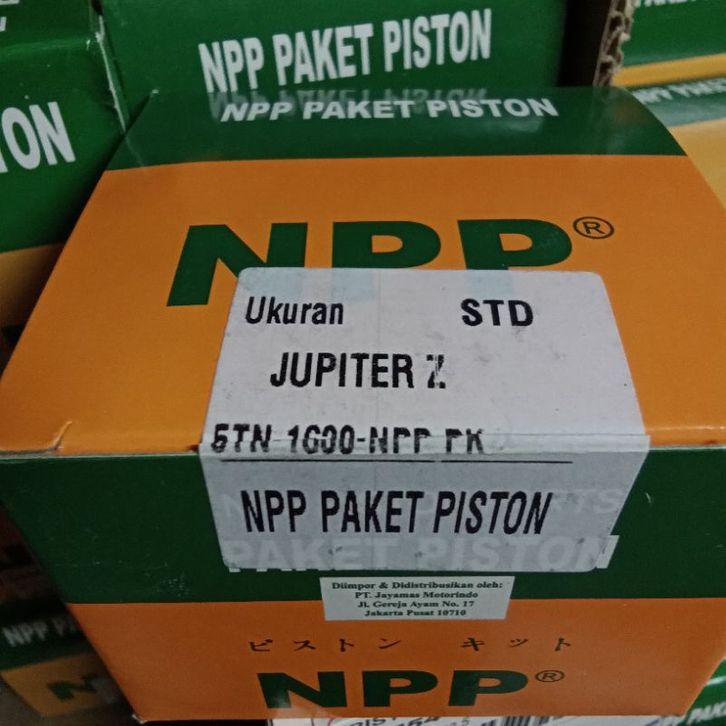 NPP PAKET PISTON
NPP PAKET PISTON
NPP®
Ukuran STD
JUPITER Z
5TN 1G00-NPP PK
NPP PAKET PISTON
PAKET PISTON
Diimpor & Didistribusikan oleh:
PT. Jayamas Motorindo
Jl. Gereja Ayam No. 17
Jakarta Pusat 10710
ピストン キット
NPP®